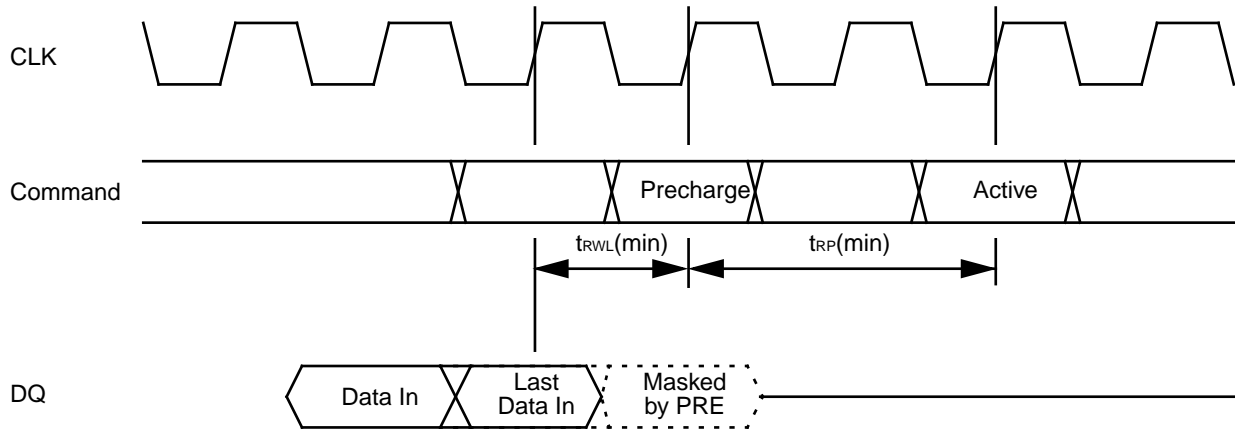 CLK
Command
Precharge
Active
tRWL(min)
tRP(min)
DQ
Data In
Last
Data In
Masked
by PRE